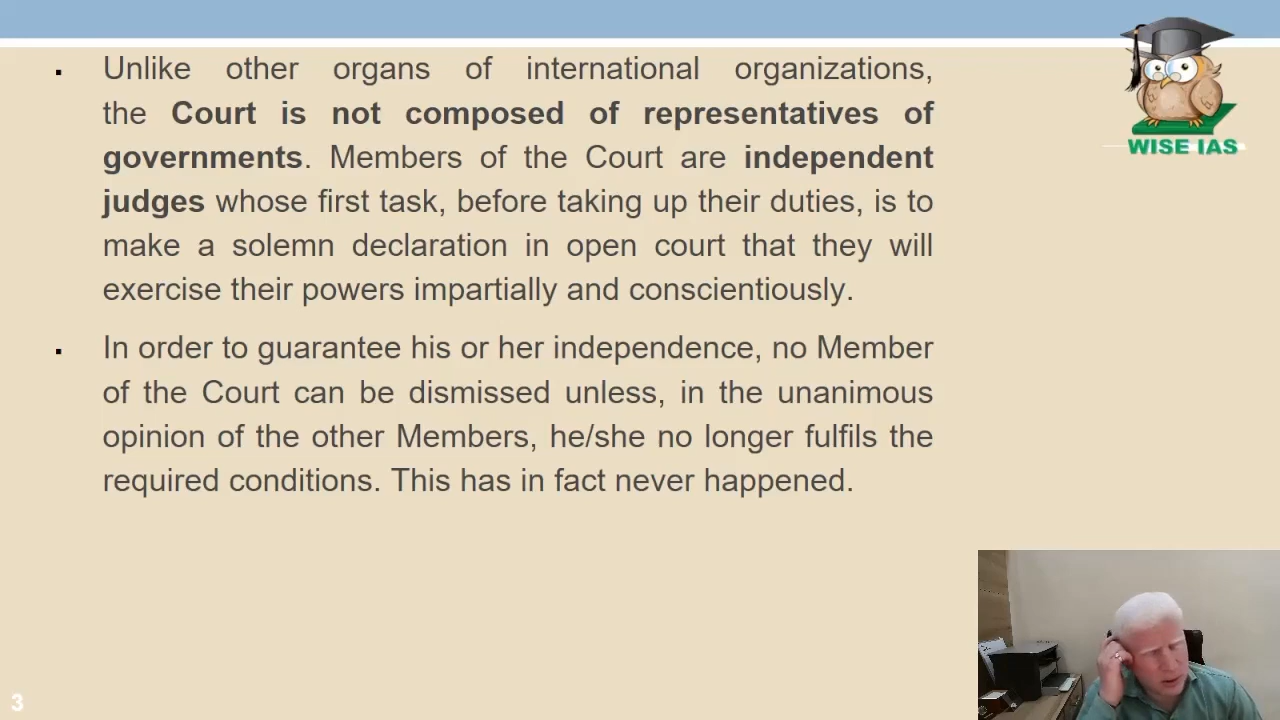 Unlike other organs of international organizations,
the Court is not composed of representatives of
governments. Members of the Court are independent
judges whose first task, before taking up their duties, is to
make a solemn declaration in open court that they will
exercise their powers impartially and conscientiously.
In order to guarantee his or her independence, no Member
of the Court can be dismissed unless, in the unanimous
opinion of the other Members, he/she no longer fulfils the
required conditions. This has in fact never happened.
WISE IAS
3